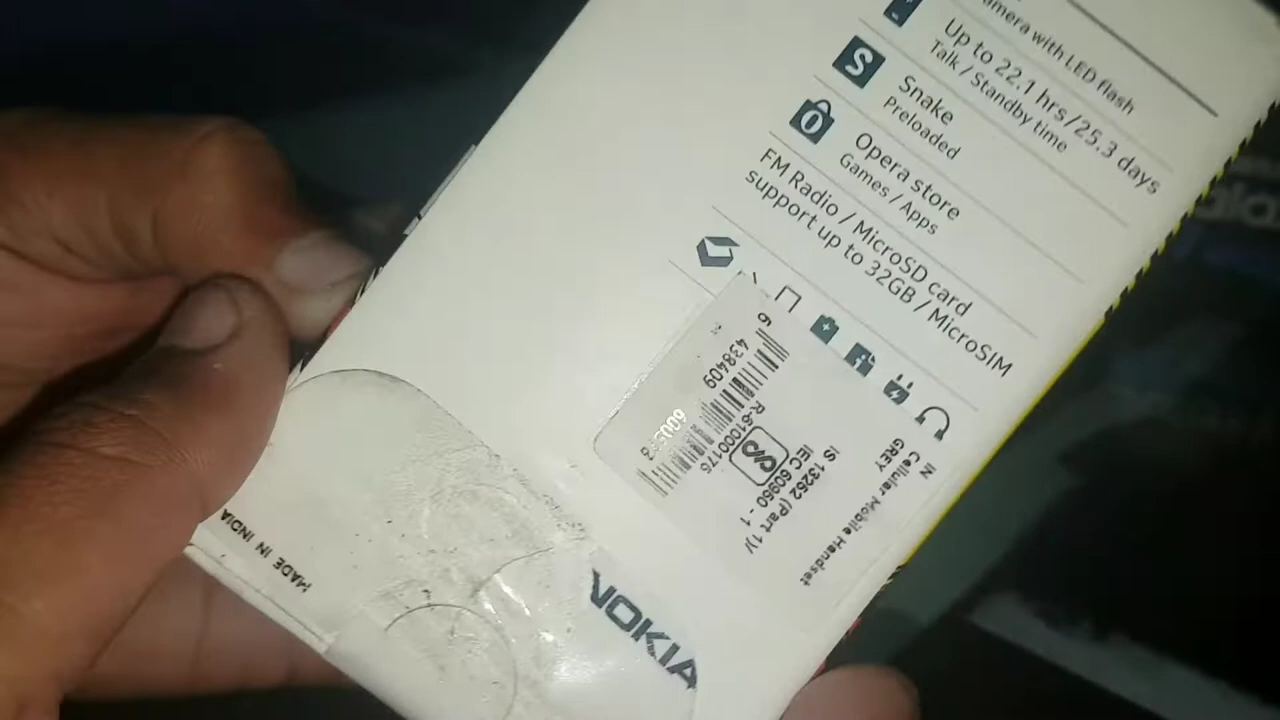 amera with LED flash
Up to 22.1 hrs/25.3 days
Talk / Standby time
S
Snake
Preloaded
Opera store
Games / Apps
FM Radio / MicroSD card
support up to 32GB / MicroSIM
6
438409
R-61000175
IS 13262 (Part 1)/
IEC 60950 - 1
IN
Cellular Mobile Handset
GREY
MADE IN INDIA
NOKIA